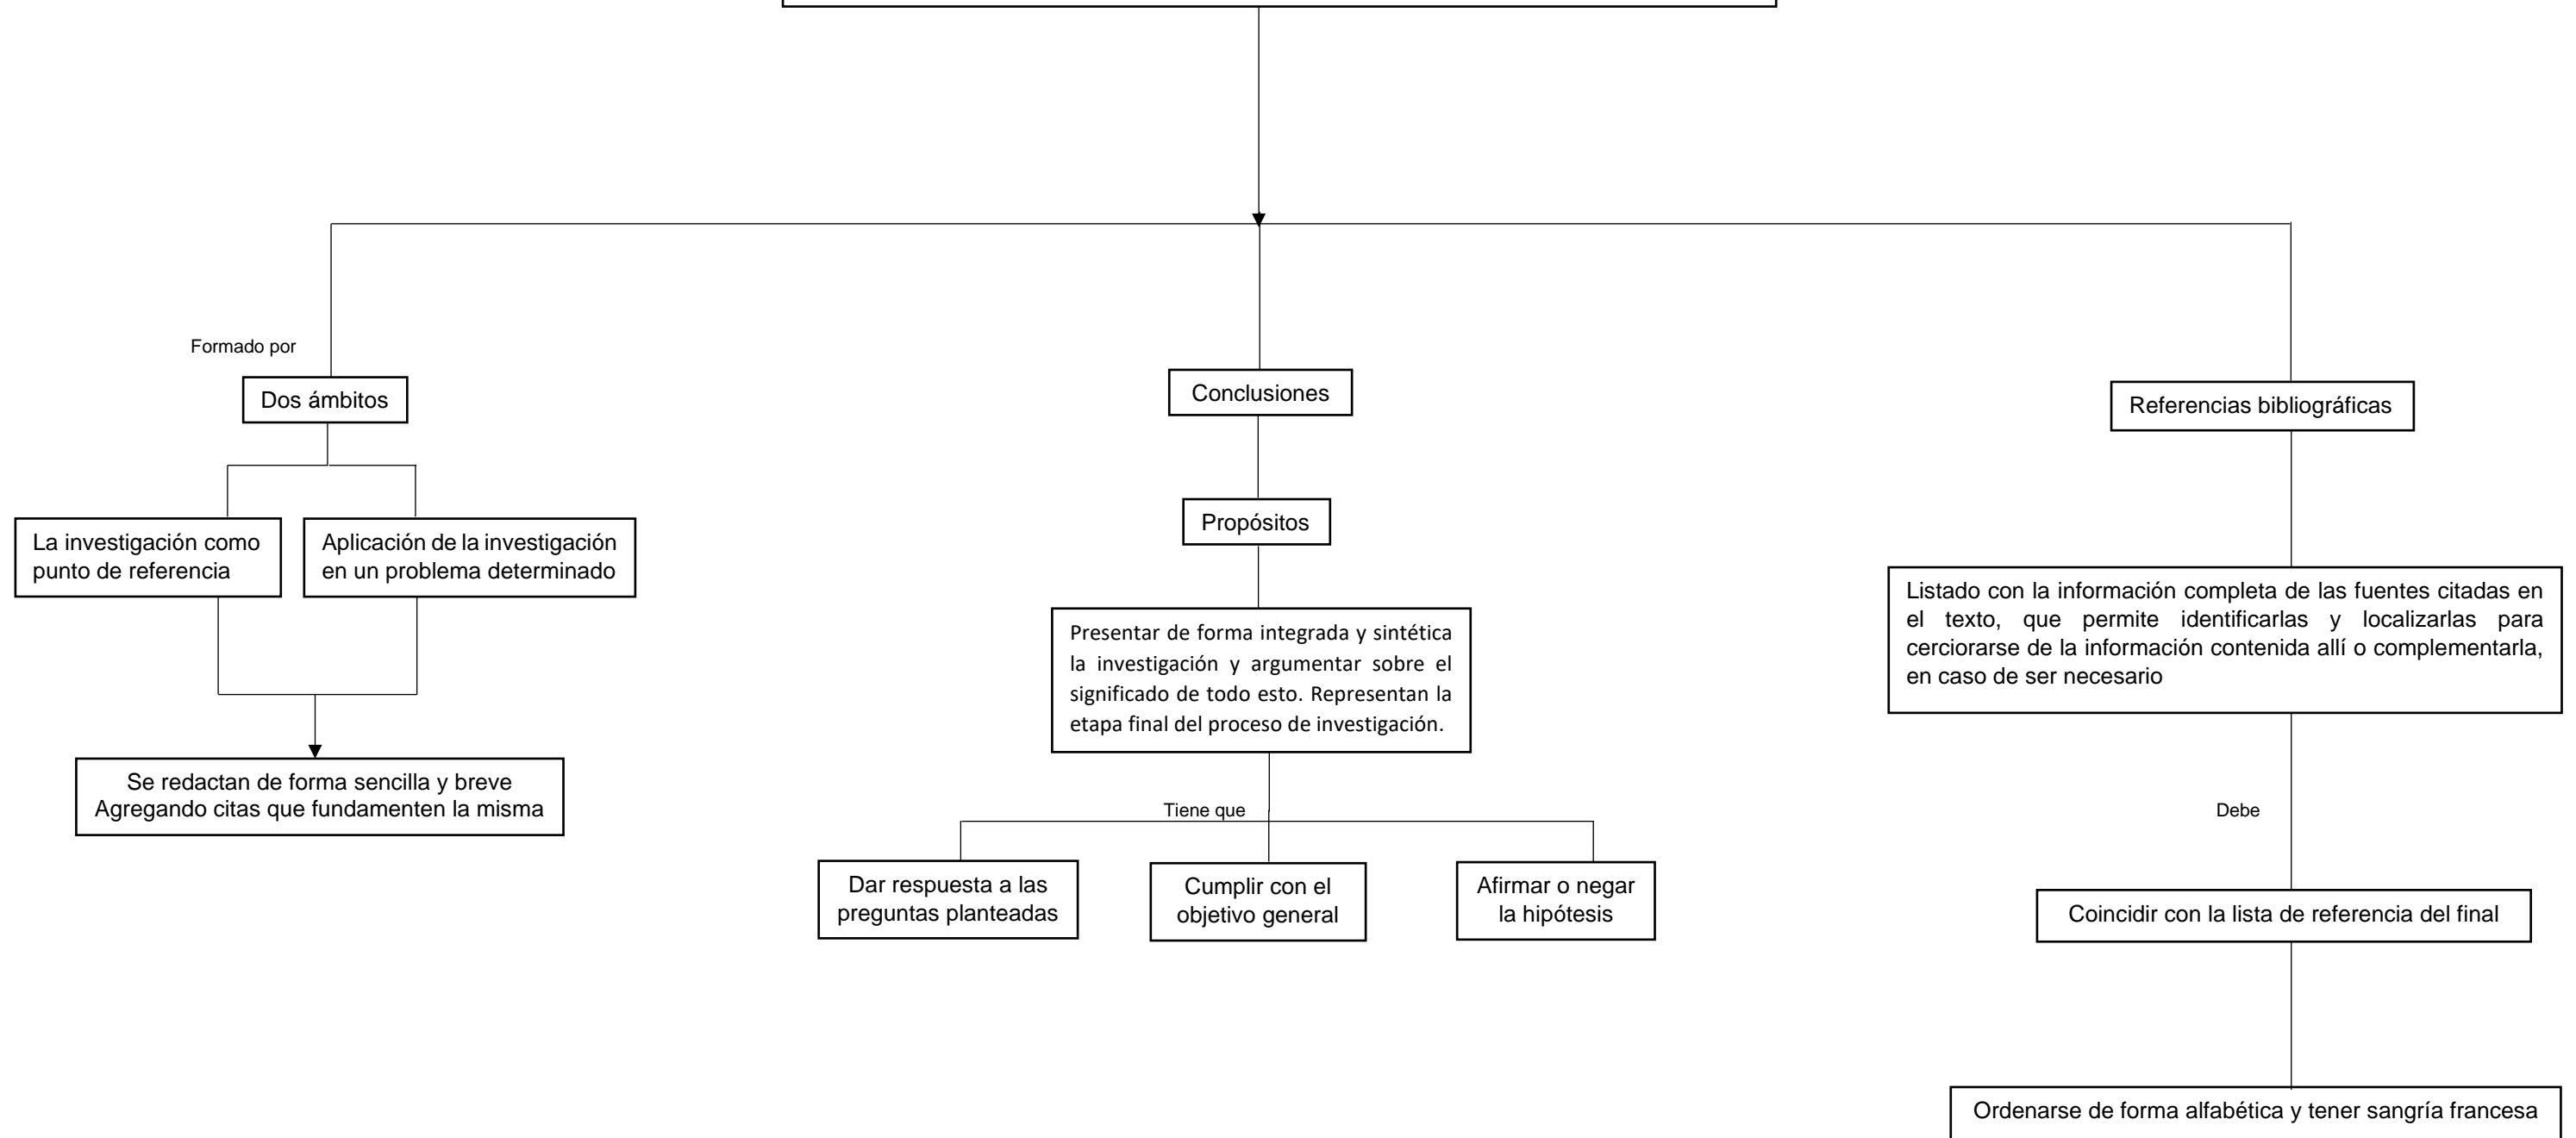 Formado por
Dos ámbitos
La investigación como
punto de referencia
Aplicación de la investigación
en un problema determinado
Se redactan de forma sencilla y breve
Agregando citas que fundamenten la misma
Conclusiones
Propósitos
Presentar de forma integrada y sintética
la investigación y argumentar sobre el
significado de todo esto. Representan la
etapa final del proceso de investigación.
Tiene que
Dar respuesta a las
preguntas planteadas
Cumplir con el
objetivo general
Afirmar o negar
la hipótesis
Referencias bibliográficas
Listado con la información completa de las fuentes citadas en
el texto, que permite identificarlas y localizarlas para
cerciorarse de la información contenida allí o complementarla,
en caso de ser necesario
Debe
Coincidir con la lista de referencia del final
Ordenarse de forma alfabética y tener sangría francesa